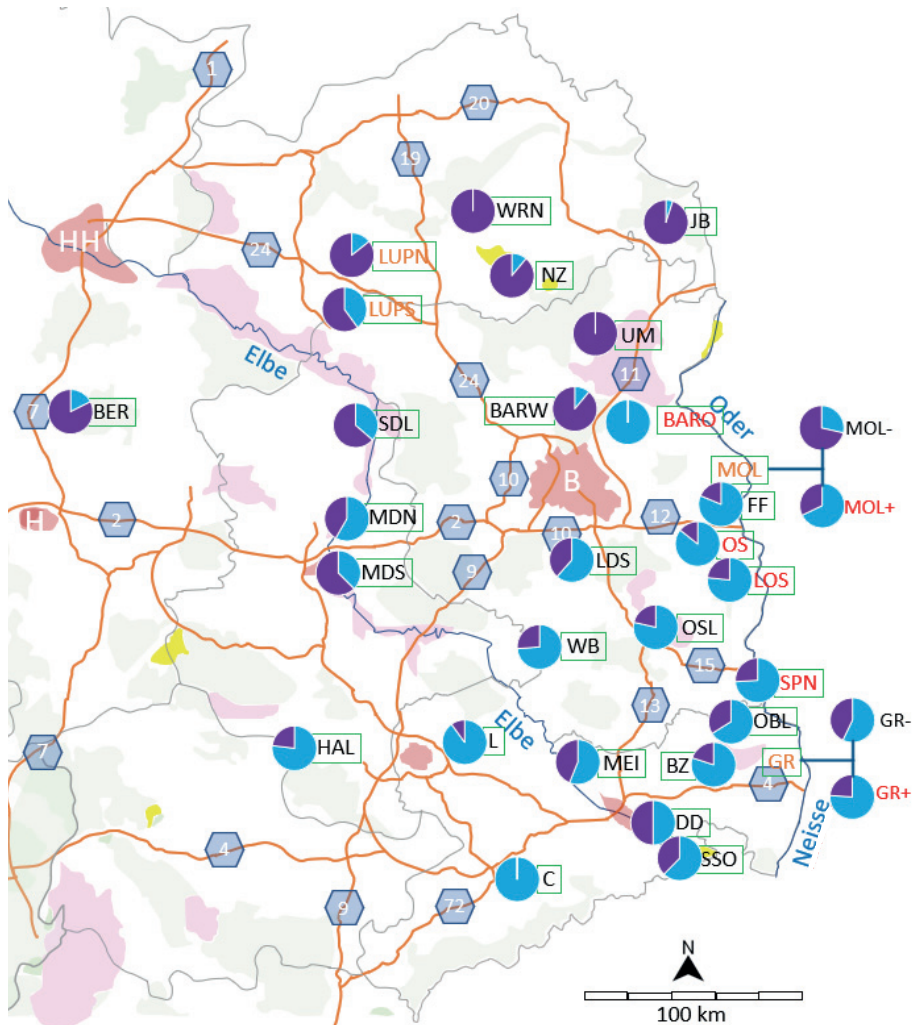 1
20
19
WRN
JB
HH
24
LUPN
NZ
LUPS
UM
Elbe
11
24
Oder
7
BER
BARW
BARO
SDL
MOL-
10
B
MOL
MOL+
FF
H
2
MDN
2
10
12
OS
MDS
9
LDS
LOS
OSL
WB
15
SPN
13
Elbe
OBL
GR-
7
HAL
L
MEI
BZ
GR
4
GR+
Neisse
DD
4
SSO
C
9
72
N
100 km